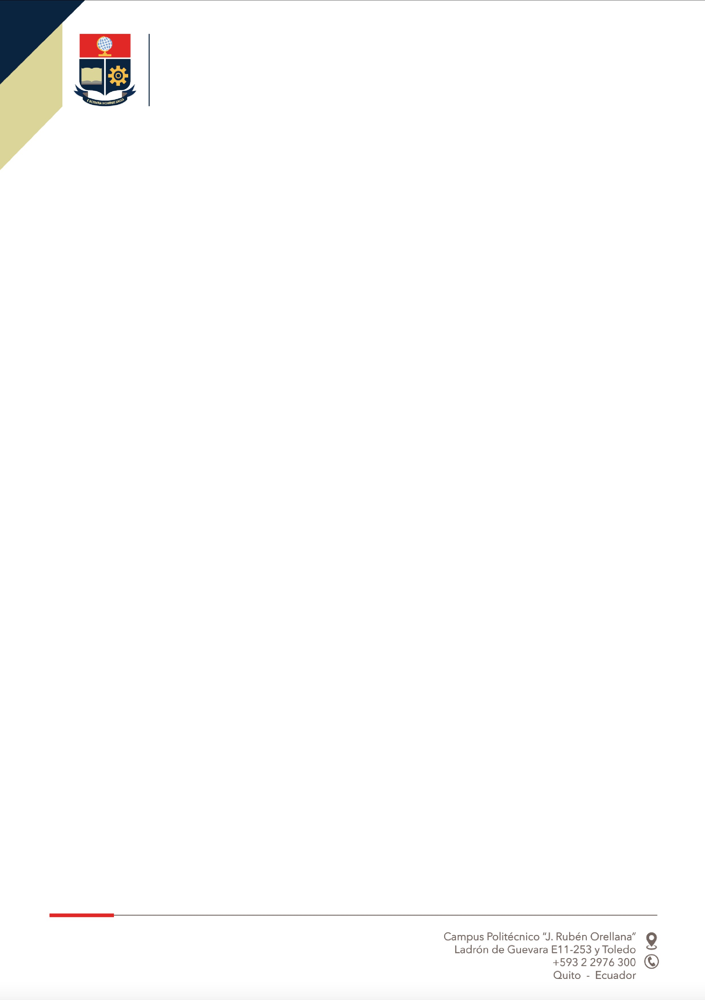 E SCIENTIA HOMINIS SALUS
Campus Politécnico “J. Rubén Orellana”
Ladrón de Guevara E11-253 y Toledo
+593 2 2976 300
Quito - Ecuador